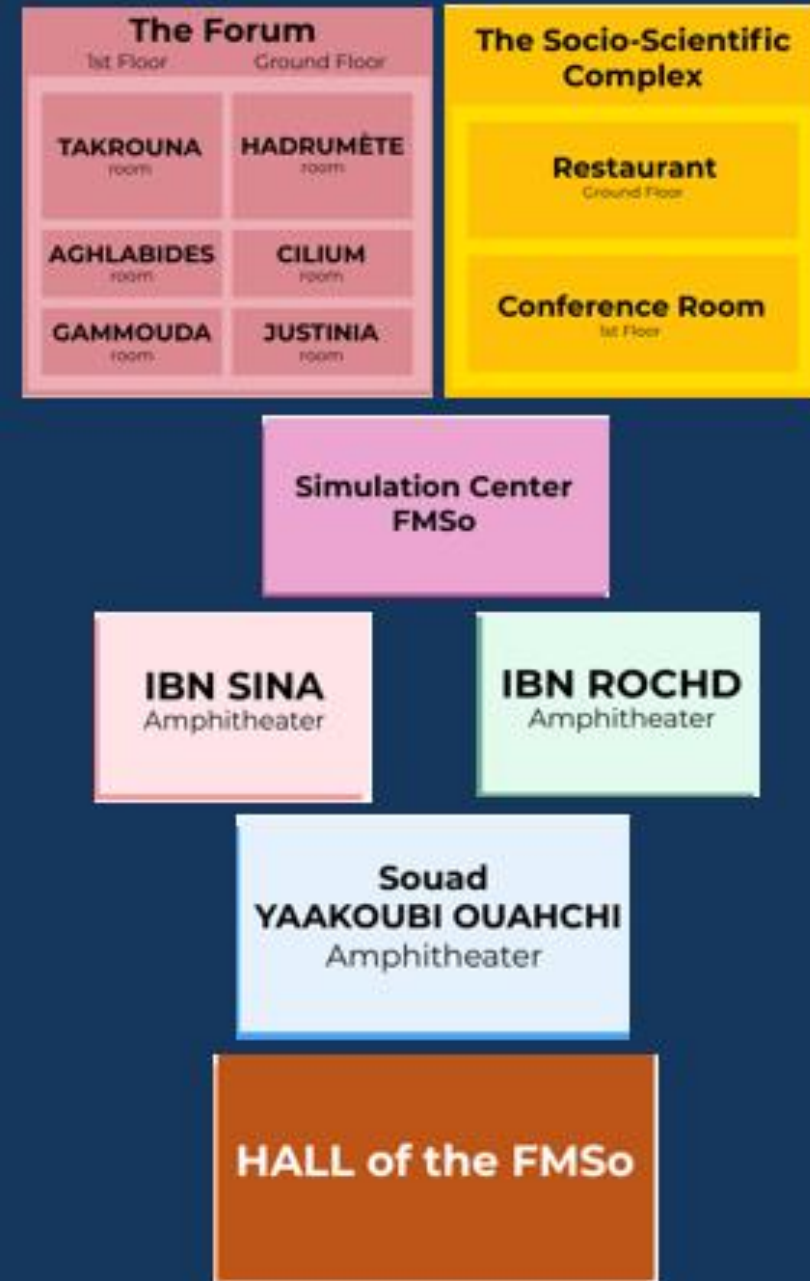 The Forum
1st Floor Ground Floor
TAKROUNA
room
HADRUMÈTE
room
AGHLABIDES
room
CILIUM
room
GAMMOUDA
room
JUSTINIA
room
The Socio-Scientific
Complex
Restaurant
Ground Floor
Conference Room
1st Floor
Simulation Center
FMSo
IBN SINA
Amphitheater
IBN ROCHD
Amphitheater
Souad
YAAKOUBI OUAHCHI
Amphitheater
HALL of the FMSo